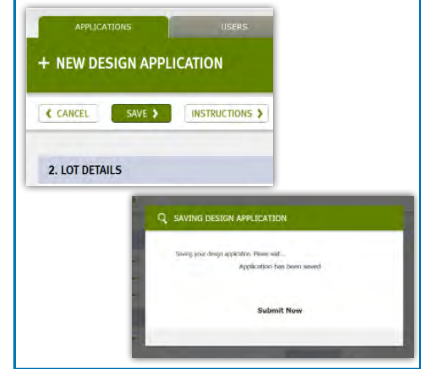 APPLICATIONS USERS
+ NEW DESIGN APPLICATION
❮ CANCEL SAVE ❯ INSTRUCTIONS ❯
2. LOT DETAILS
SAVING DESIGN APPLICATION
Saving your design application. Please wait...
Application has been saved
Submit Now